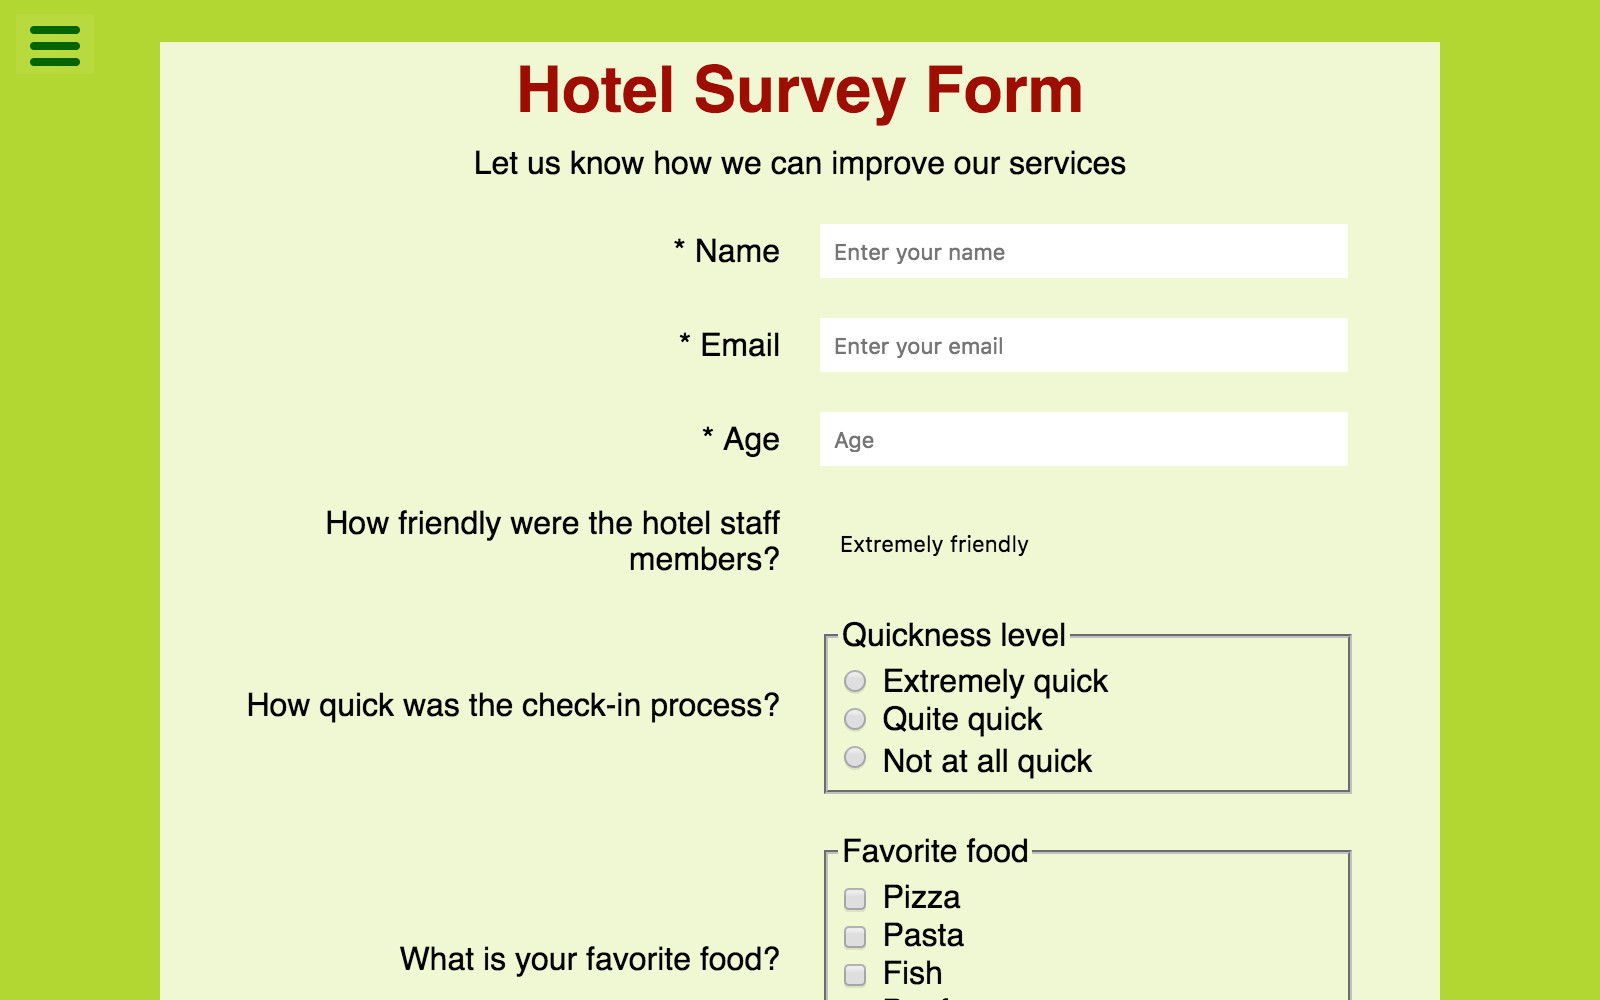 Hotel Survey Form
Let us know how we can improve our services
* Name
Enter your name
* Email
Enter your email
* Age
Age
How friendly were the hotel staff
members?
Extremely friendly
How quick was the check-in process?
Quickness level
Extremely quick
Quite quick
Not at all quick
What is your favorite food?
Favorite food
Pizza
Pasta
Fish